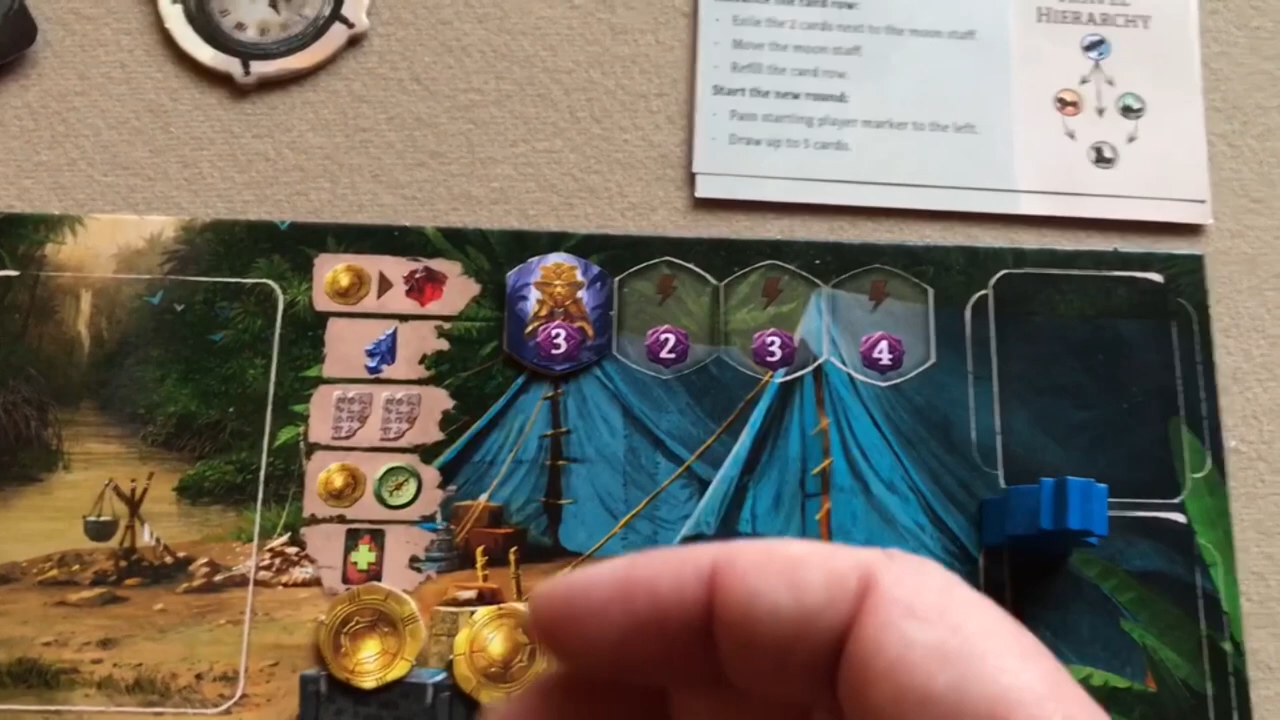 Exile the 2 cards next to the moon staff.
Move the moon staff.
Refill the card row.
Start the new round:
Pass starting player marker to the left.
Draw up to 5 cards.
HIERARCHY
3 2 3 4